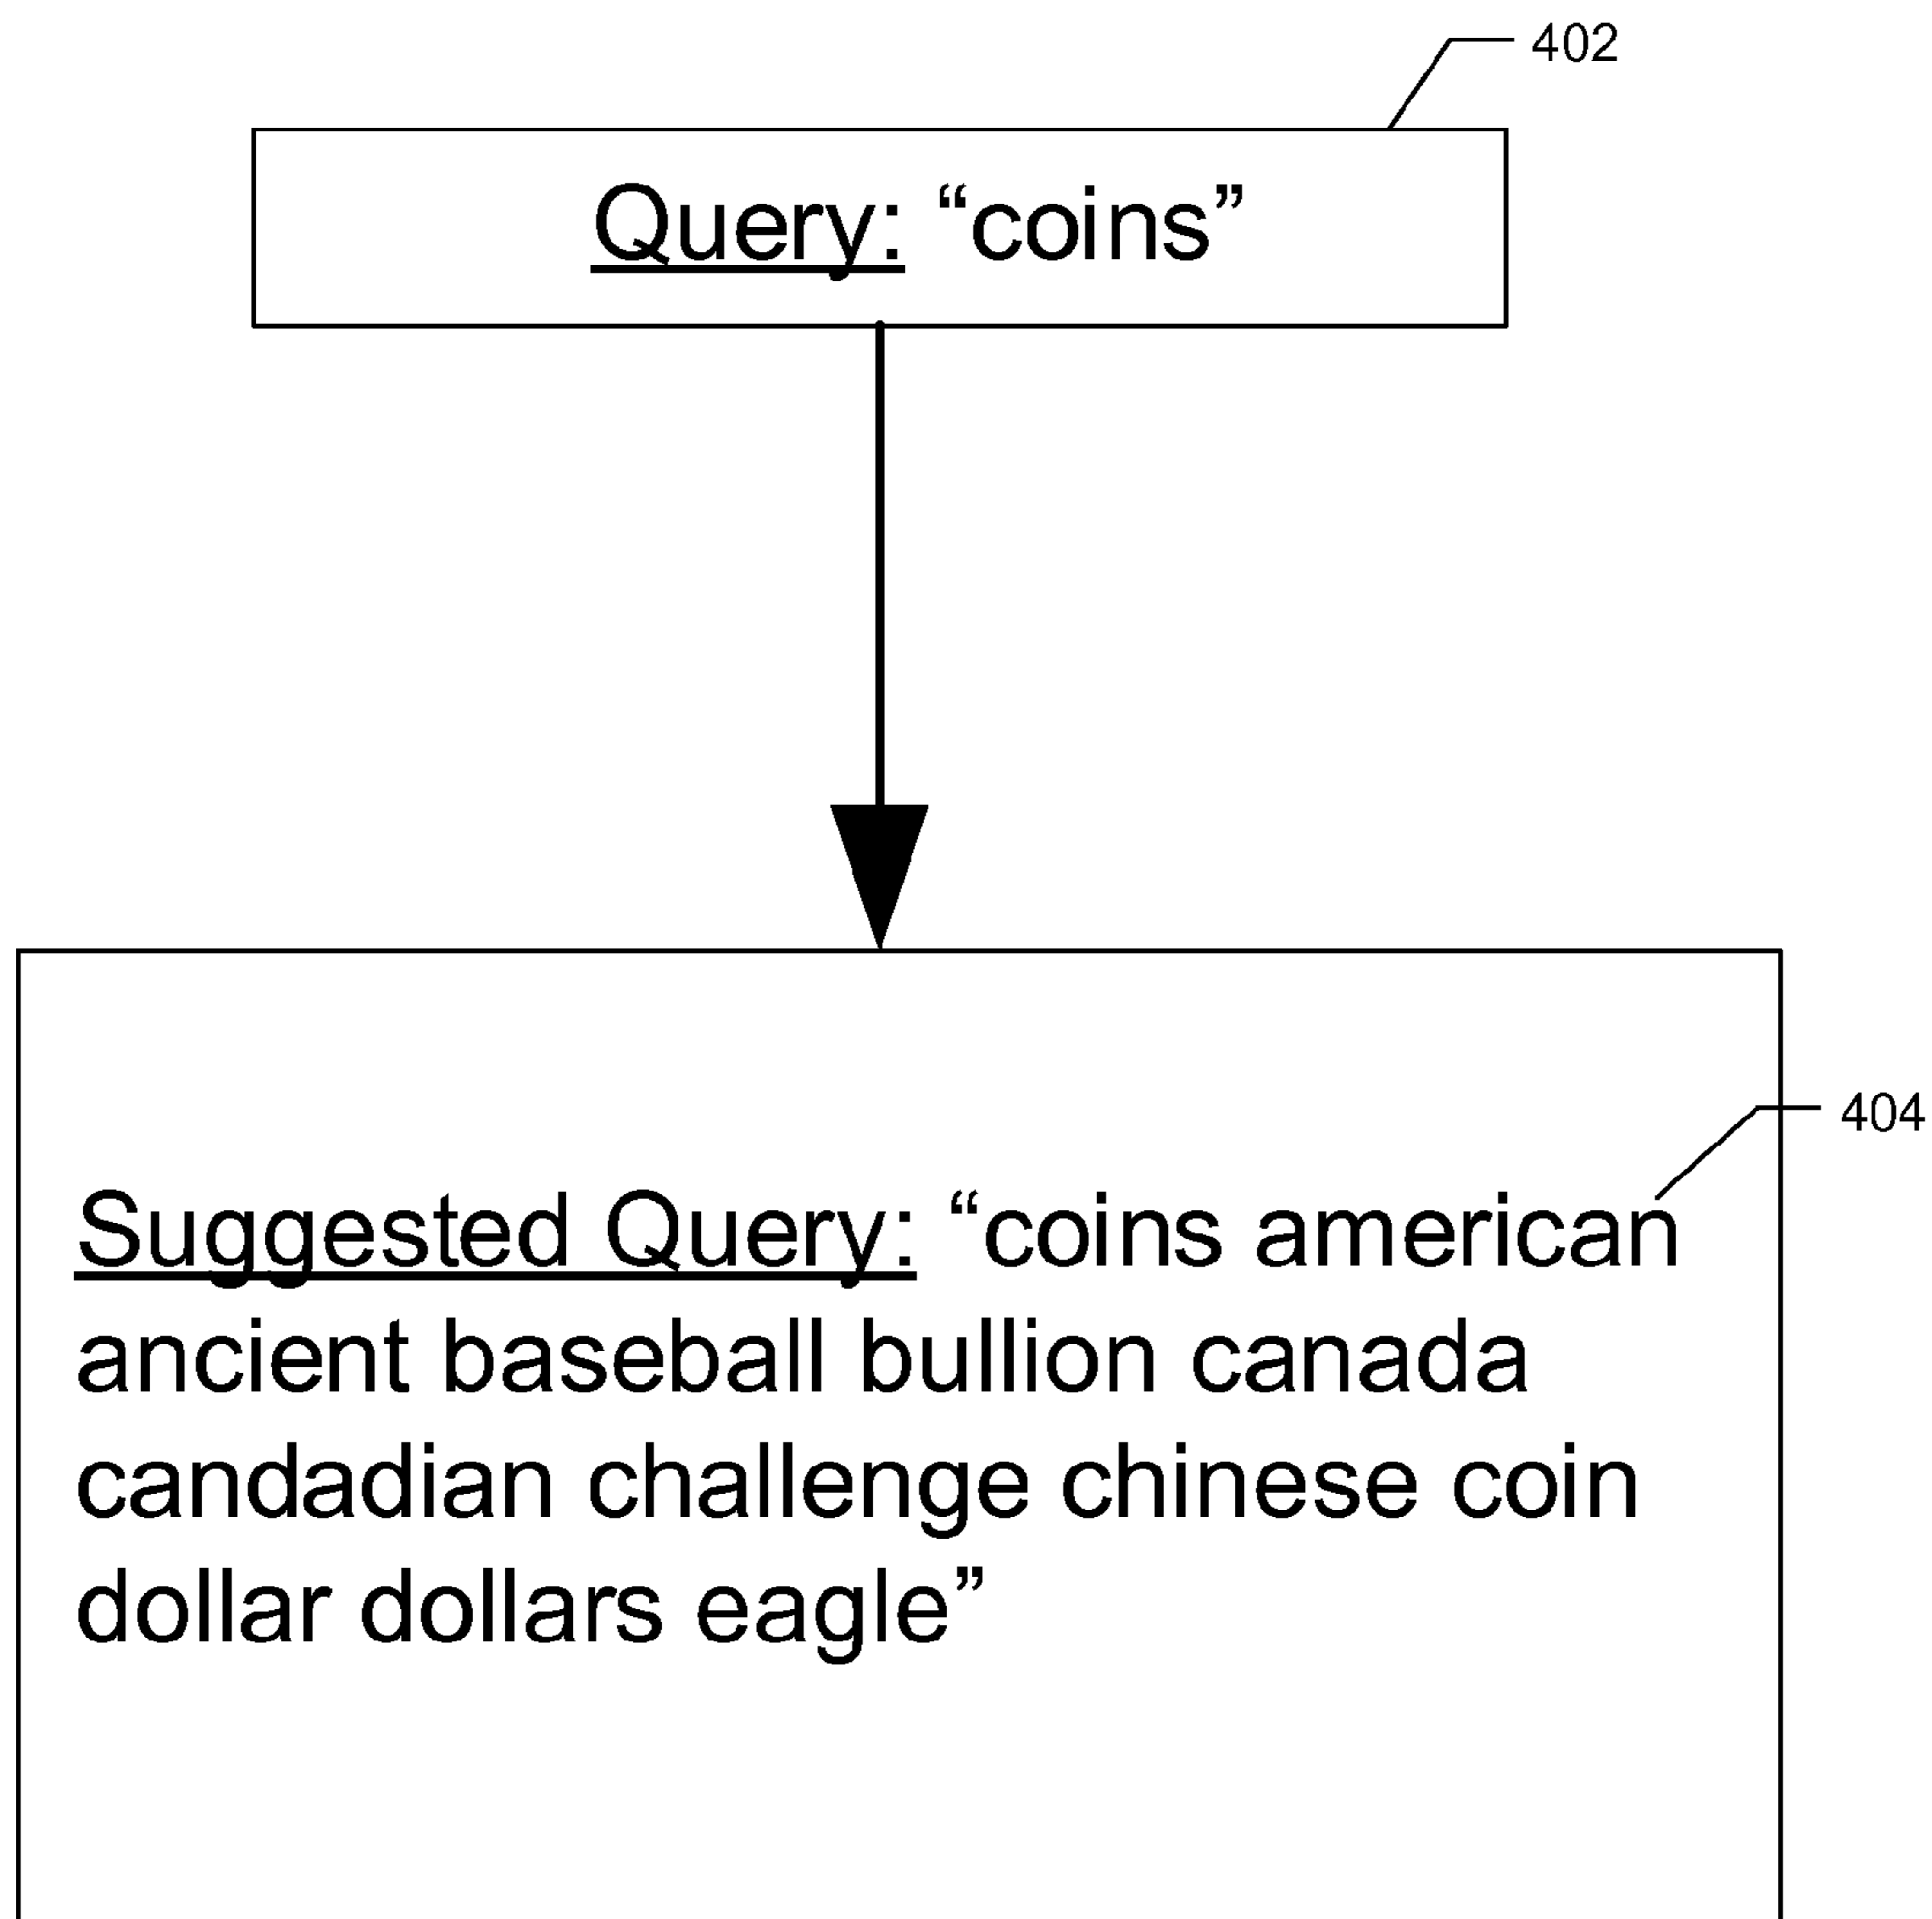 402
Query: “coins”
404
Suggested Query: “coins american
ancient baseball bullion canada
candadian challenge chinese coin
dollar dollars eagle”